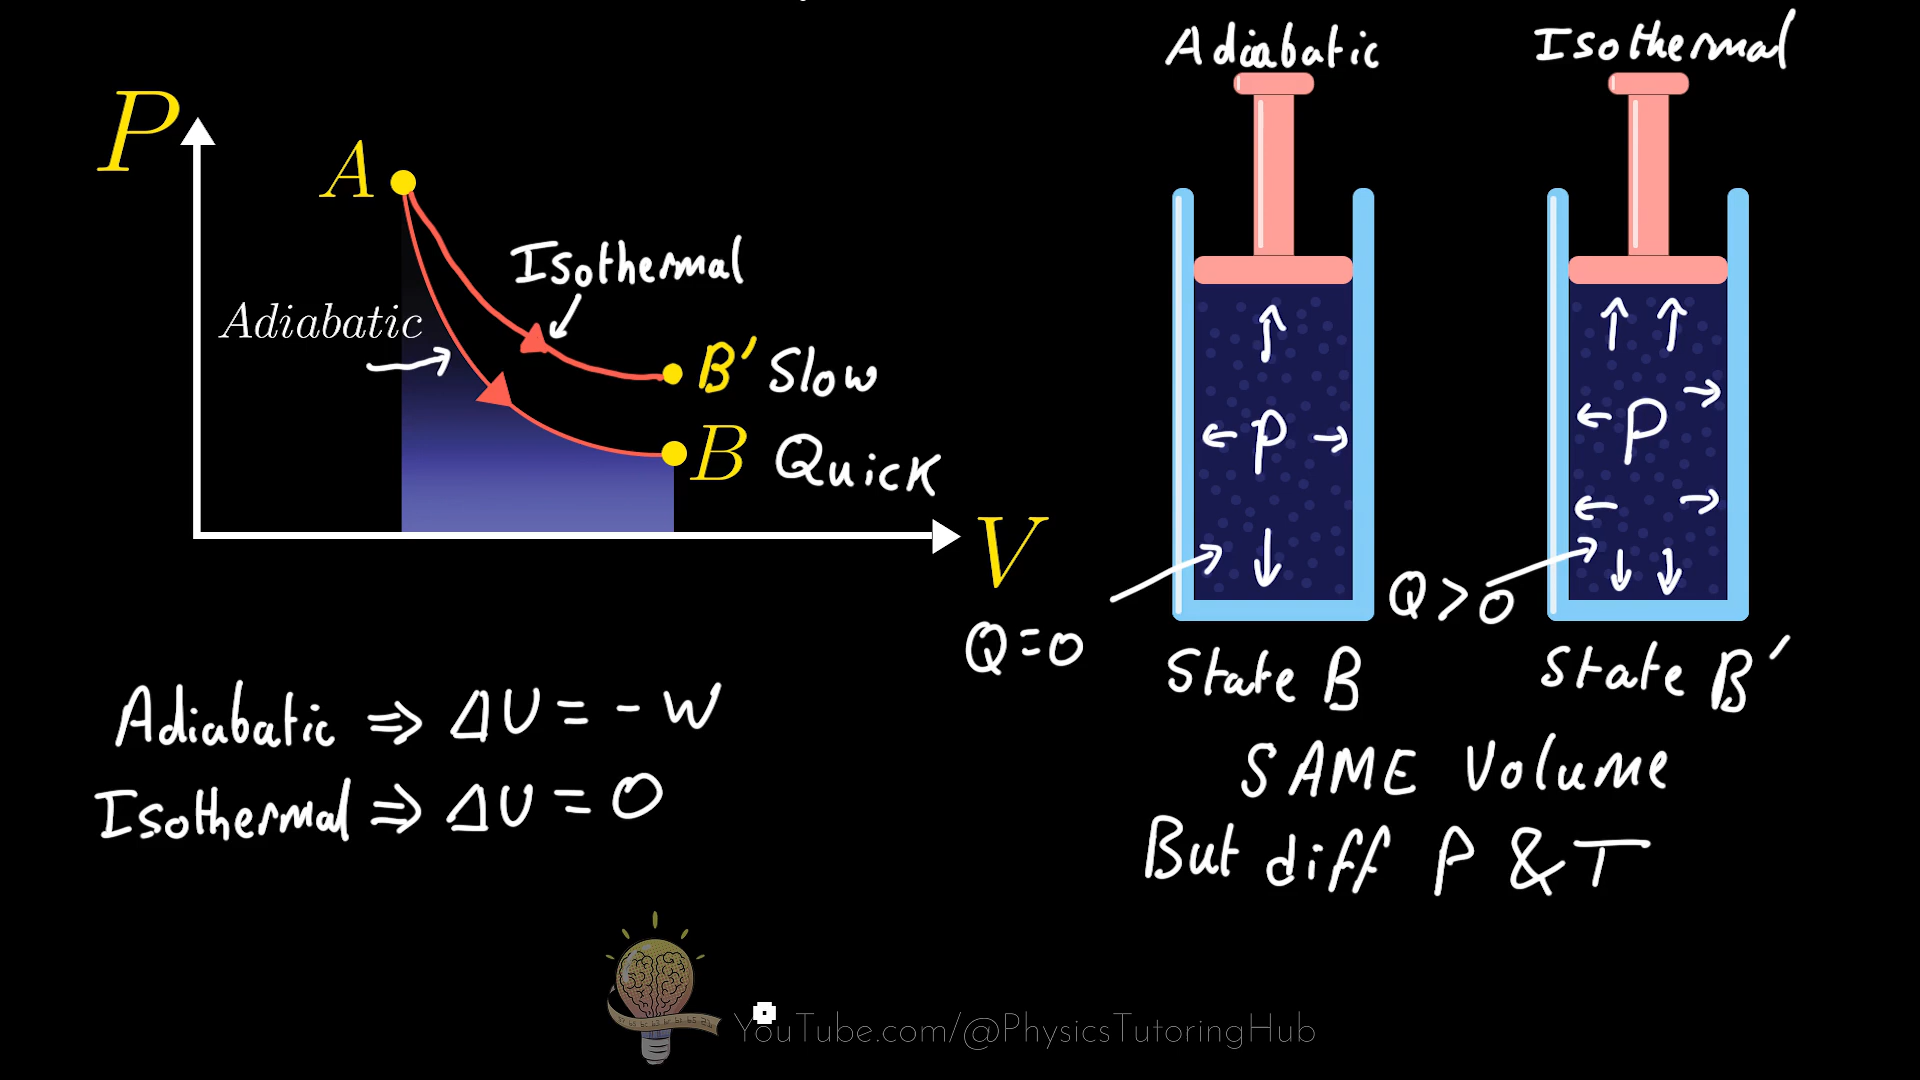 P
A
Isothermal
Adiabatic
B' Slow
B Quick
V
Adiabatic ⇒ ΔU = - W
Isothermal ⇒ ΔU = 0
Adiabatic
P
Q=0
State B
Isothermal
P
Q>0
State B'
SAME Volume
But diff P & T
YouTube.com/@PhysicsTutoringHub